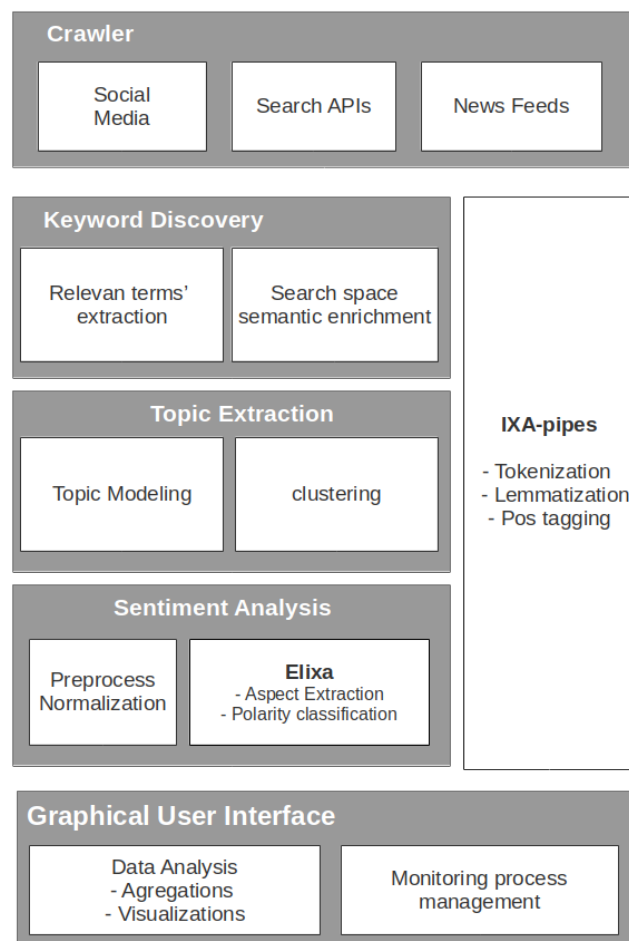 Crawler
Social
Media
Search APIs
News Feeds
Keyword Discovery
Relevan terms’
extraction
Search space
semantic enrichment
Topic Extraction
Topic Modeling
clustering
Sentiment Analysis
Preprocess
Normalization
Elixa
- Aspect Extraction
- Polarity classification
IXA-pipes
- Tokenization
- Lemmatization
- Pos tagging
Graphical User Interface
Data Analysis
- Agregations
- Visualizations
Monitoring process
management